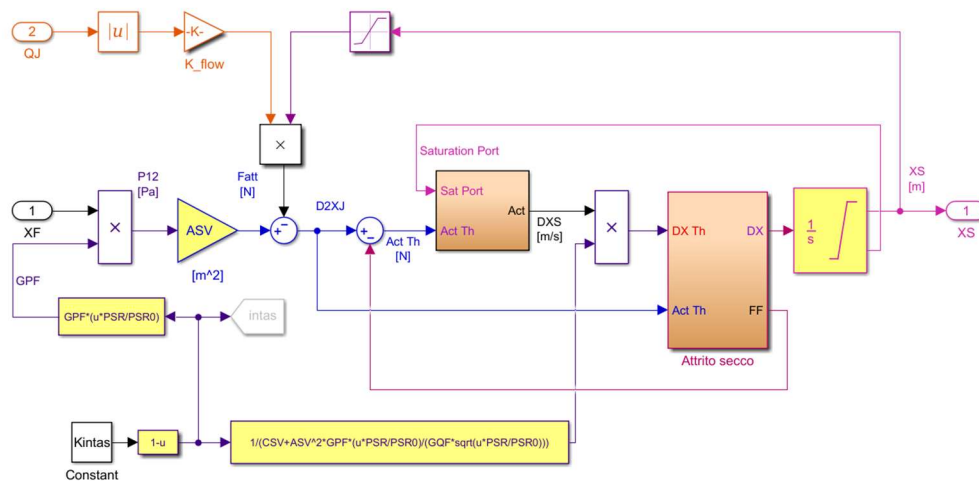 2
QJ
|u|
-K-
K_flow
×
Saturation Port
XS
[m]
1
XS
P12
[Pa]
Fatt
[N]
D2XJ
1
XF
×
ASV
[m^2]
Act Th
[N]
Sat Port
Act Th
Act
DXS
[m/s]
×
DX Th
DX
Act Th
FF
Attrito secco
1
s
GPF
GPF*(u*PSR/PSR0)
intas
Kintas
Constant
1-u
1/(CSV+ASV^2*GPF*(u*PSR/PSR0)/(GQF*sqrt(u*PSR/PSR0)))